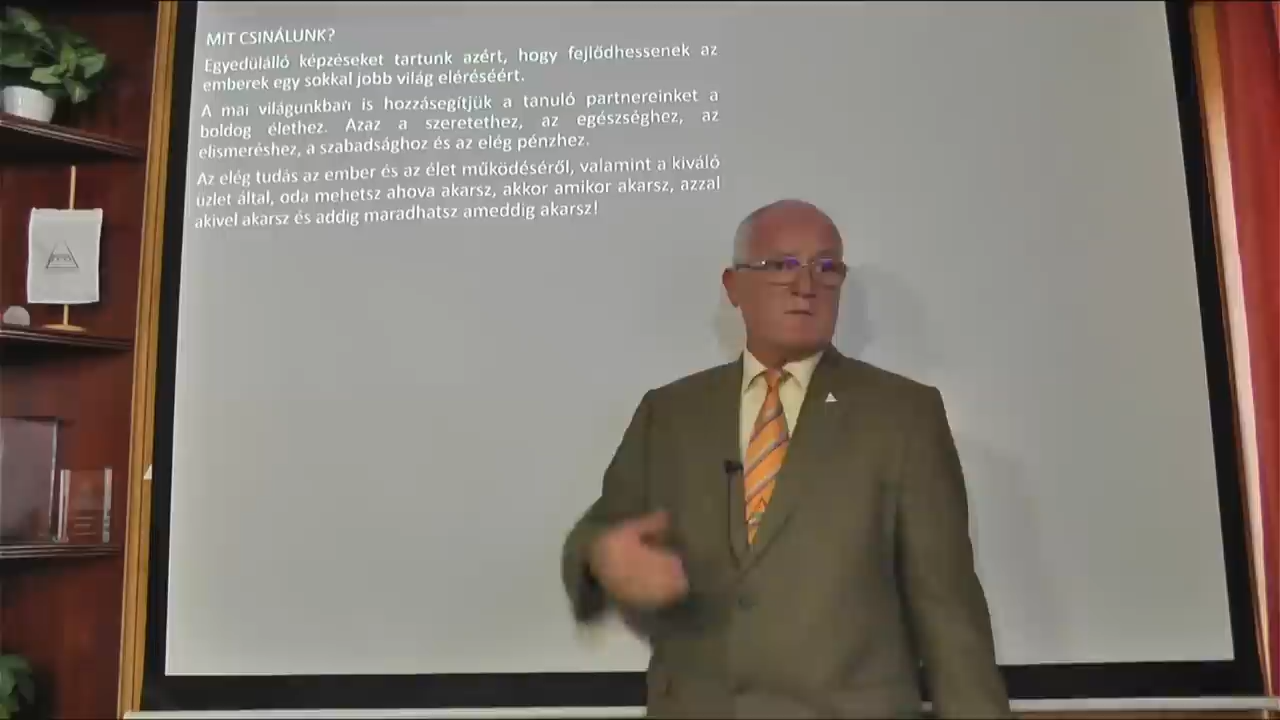 MIT CSINÁLUNK?
Egyedülálló képzéseket tartunk azért, hogy fejlődhessenek az
emberek egy sokkal jobb világ eléréséért.
A mai világunkban is hozzásegítjük a tanuló partnereinket a
boldog élethez. Azaz a szeretethez, az egészséghez, az
elismeréshez, a szabadsághoz és az elég pénzhez.
Az elég tudás az ember és az élet működéséről, valamint a kiváló
üzlet által, oda mehetsz ahova akarsz, akkor amikor akarsz, azzal
akivel akarsz és addig maradhatsz ameddig akarsz!